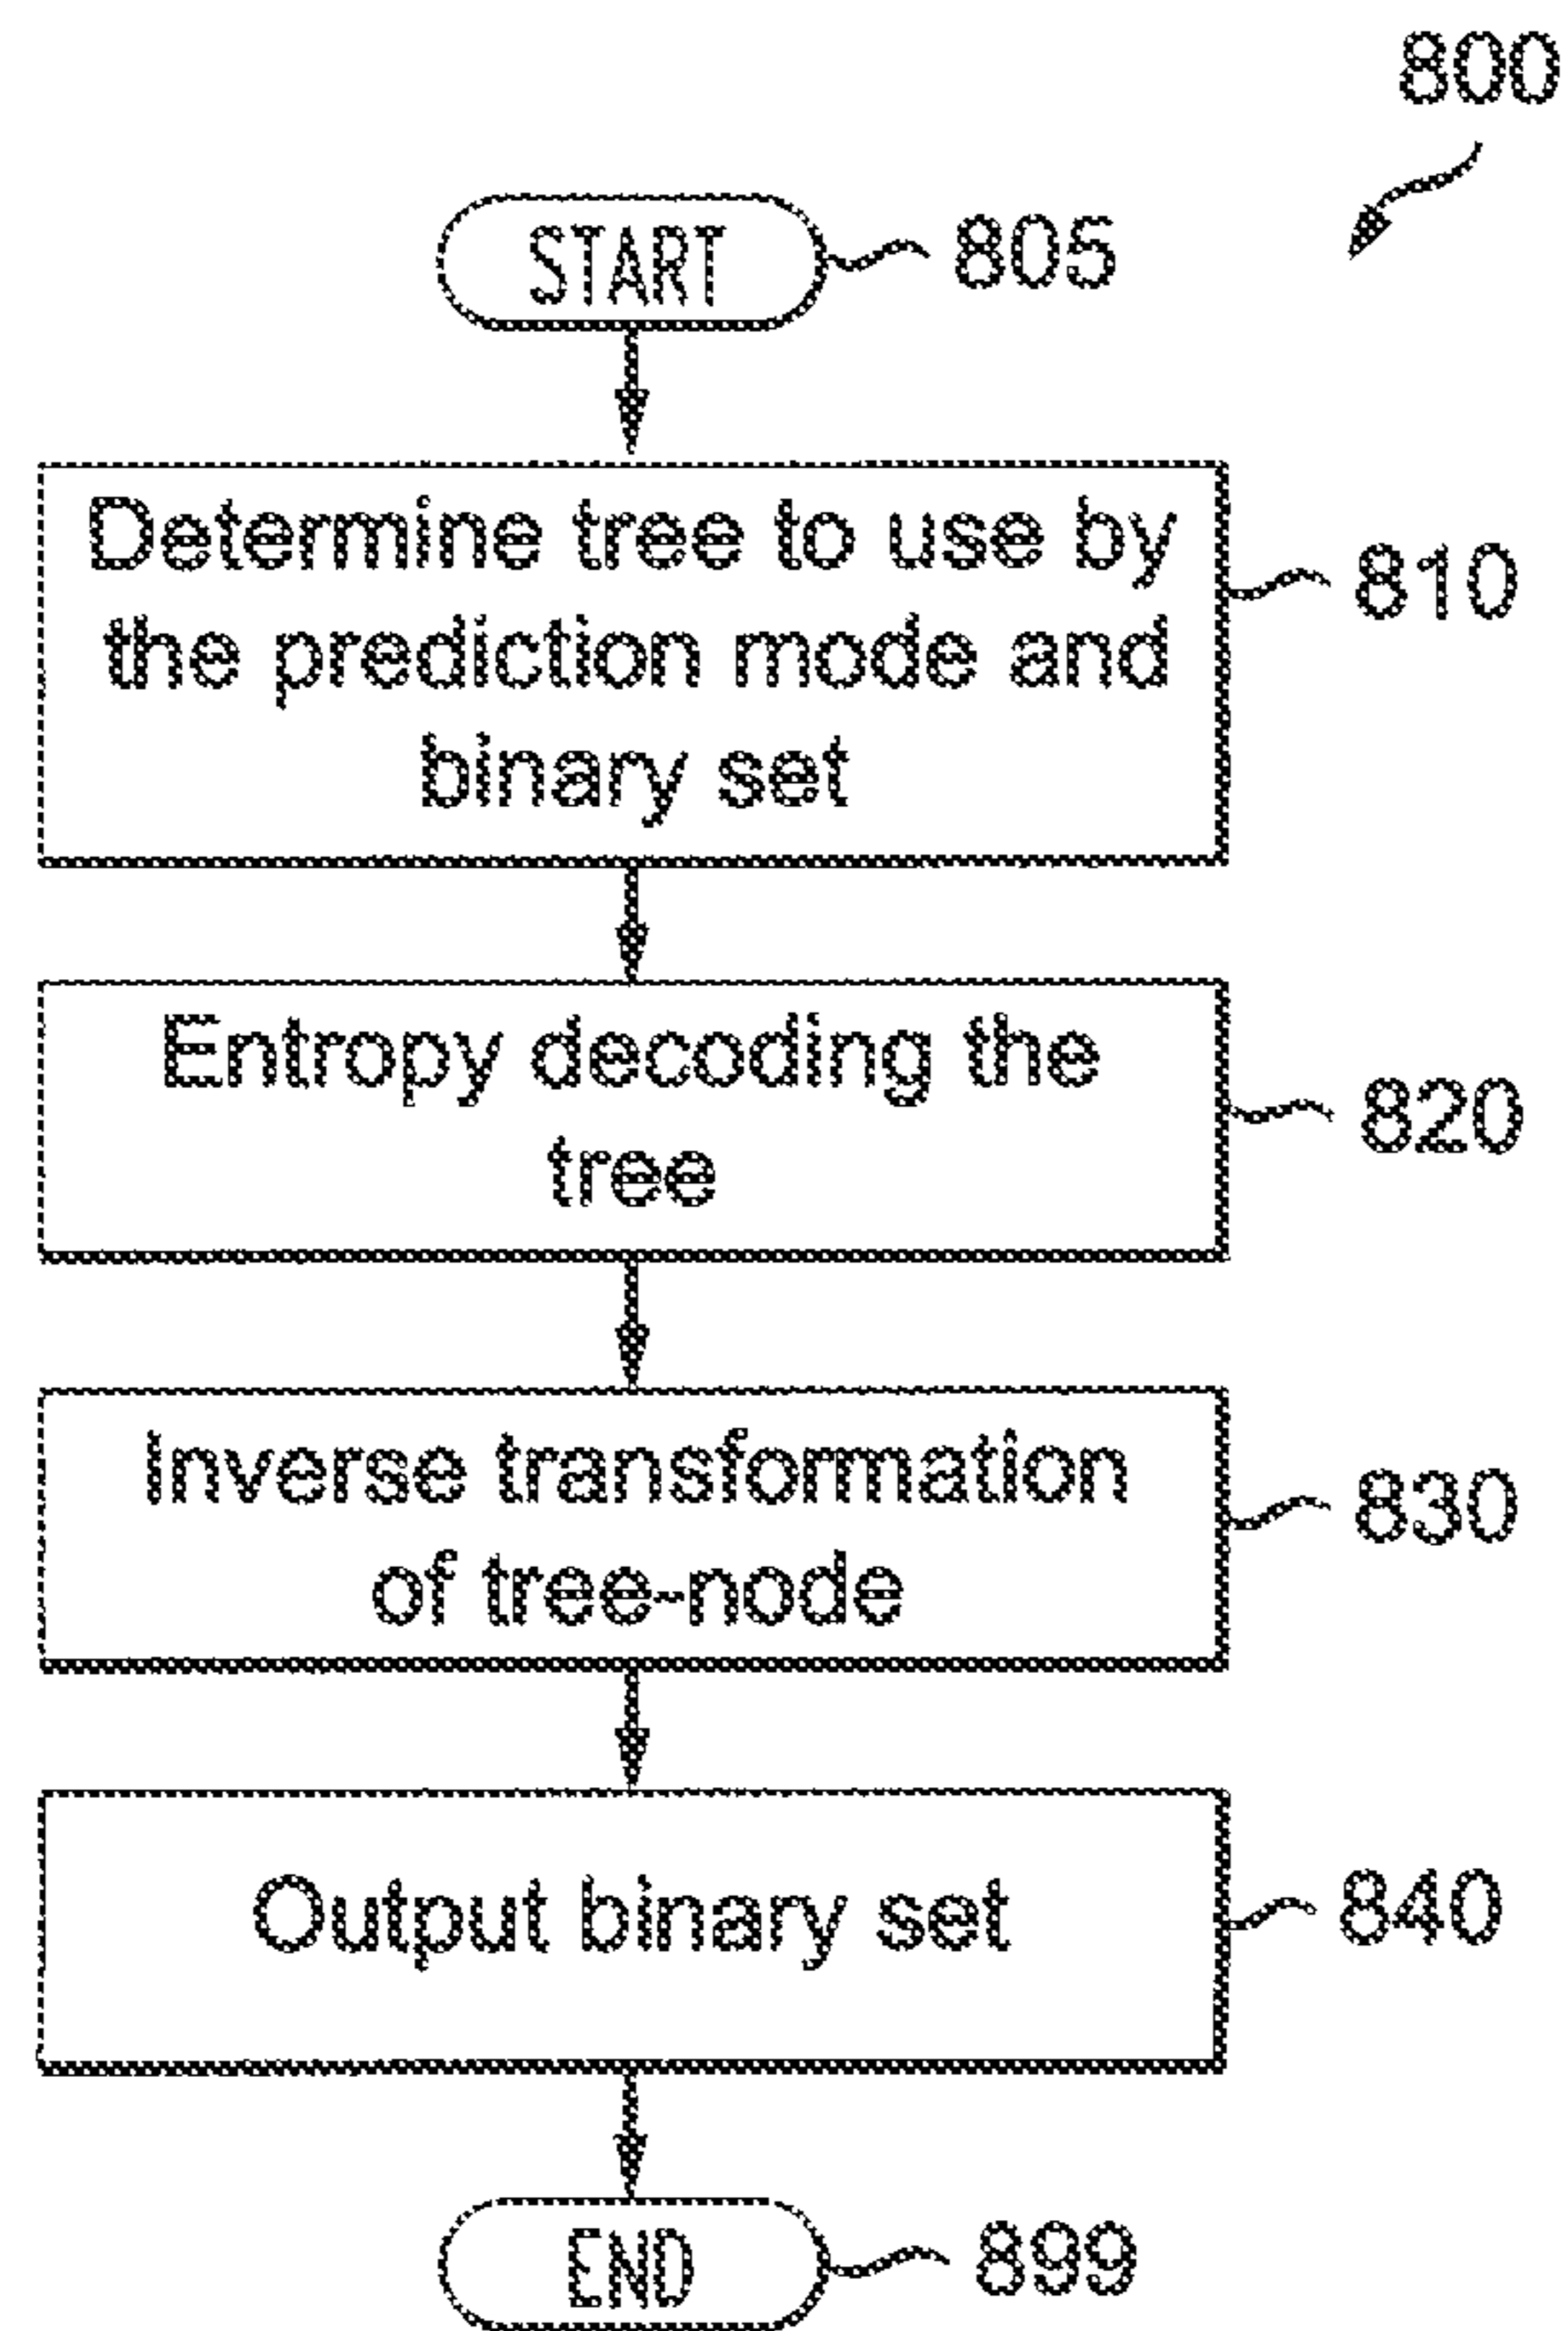 800
START 805
Determine tree to use by
the prediction mode and
binary set
810
Entropy decoding the
tree
820
Inverse transformation
of tree-node
830
Output binary set
840
END 899